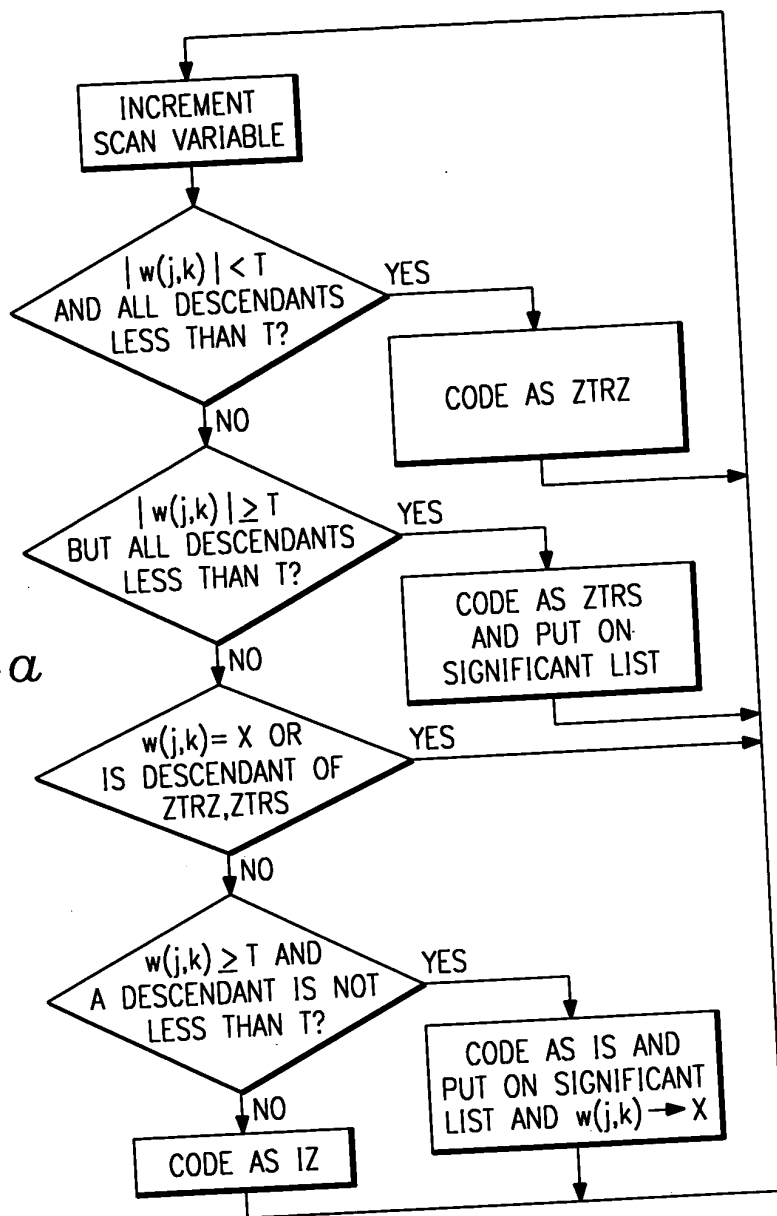 INCREMENT
SCAN VARIABLE
| w(j,k) | < T
AND ALL DESCENDANTS
LESS THAN T?
YES
CODE AS ZTRZ
NO
| w(j,k) | ≥ T
BUT ALL DESCENDANTS
LESS THAN T?
YES
CODE AS ZTRS
AND PUT ON
SIGNIFICANT LIST
NO
a
w(j,k)= X OR
IS DESCENDANT OF
ZTRZ,ZTRS
YES
NO
w(j,k) ≥ T AND
A DESCENDANT IS NOT
LESS THAN T?
YES
CODE AS IS AND
PUT ON SIGNIFICANT
LIST AND w(j,k) → X
NO
CODE AS IZ